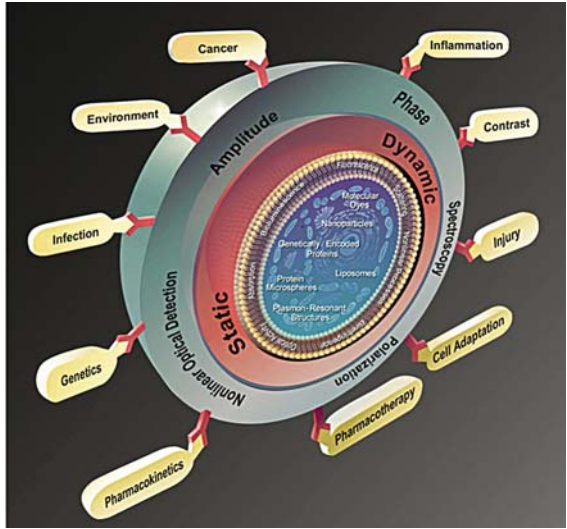 Cancer
Inflammation
Environment
Contrast
Infection
Injury
Genetics
Cell Adaptation
Pharmacokinetics
Pharmacotherapy
Amplitude
Phase
Spectroscopy
Polarization
Nonlinear Optical Detection
Dynamic
Static
Fluorescence
Molecular
Dyes
Nanoparticles
Genetically Encoded
Proteins
Liposomes
Protein
Microspheres
Plasmon-Resonant
Structures